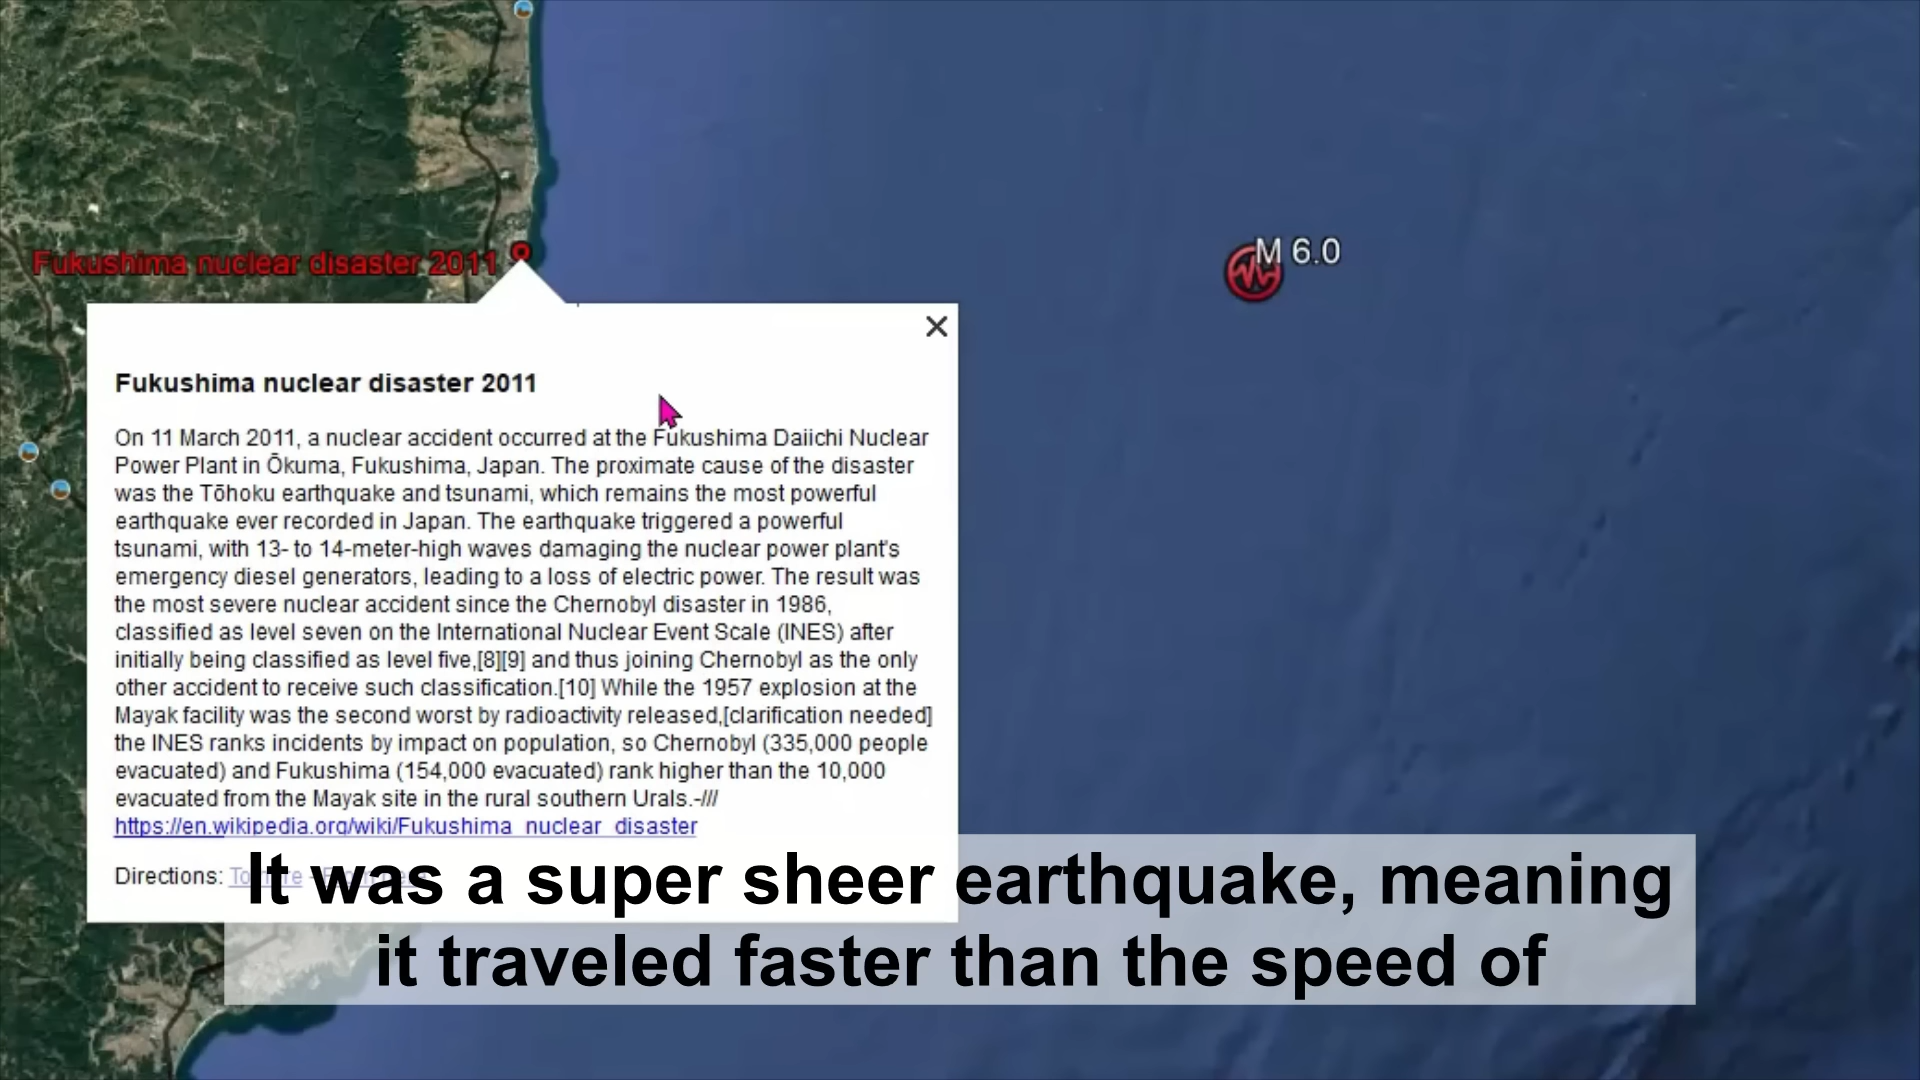 M 6.0
Fukushima nuclear disaster 2011
Fukushima nuclear disaster 2011
On 11 March 2011, a nuclear accident occurred at the Fukushima Daiichi Nuclear
Power Plant in Ōkuma, Fukushima, Japan. The proximate cause of the disaster
was the Tōhoku earthquake and tsunami, which remains the most powerful
earthquake ever recorded in Japan. The earthquake triggered a powerful
tsunami, with 13- to 14-meter-high waves damaging the nuclear power plant's
emergency diesel generators, leading to a loss of electric power. The result was
the most severe nuclear accident since the Chernobyl disaster in 1986,
classified as level seven on the International Nuclear Event Scale (INES) after
initially being classified as level five,[8][9] and thus joining Chernobyl as the only
other accident to receive such classification.[10] While the 1957 explosion at the
Mayak facility was the second worst by radioactivity released,[clarification needed]
the INES ranks incidents by impact on population, so Chernobyl (335,000 people
evacuated) and Fukushima (154,000 evacuated) rank higher than the 10,000
evacuated from the Mayak site in the rural southern Urals.-///
https://en.wikipedia.org/wiki/Fukushima_nuclear_disaster
Directions:
It was a super sheer earthquake, meaning
it traveled faster than the speed of